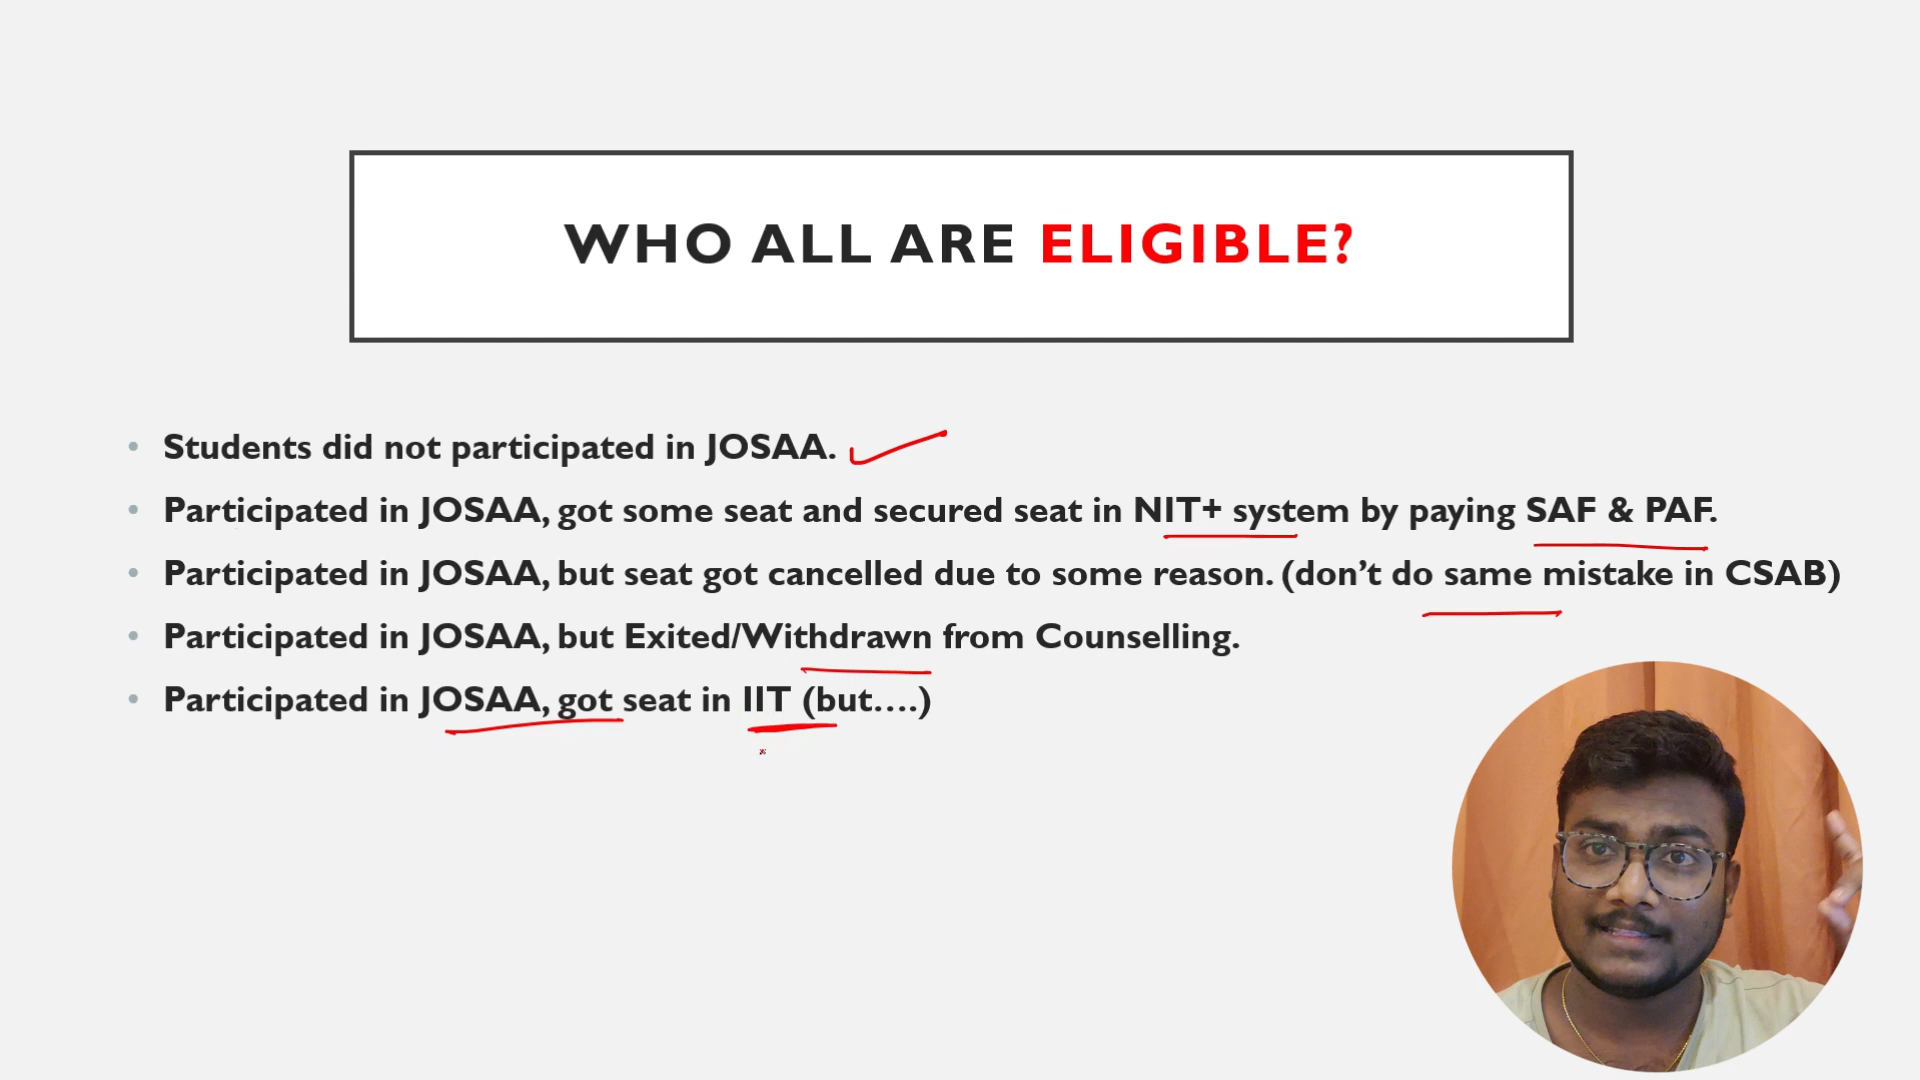 WHO ALL ARE ELIGIBLE?
• Students did not participated in JOSAA.
• Participated in JOSAA, got some seat and secured seat in NIT+ system by paying SAF & PAF.
• Participated in JOSAA, but seat got cancelled due to some reason. (don’t do same mistake in CSAB)
• Participated in JOSAA, but Exited/Withdrawn from Counselling.
• Participated in JOSAA, got seat in IIT (but….)